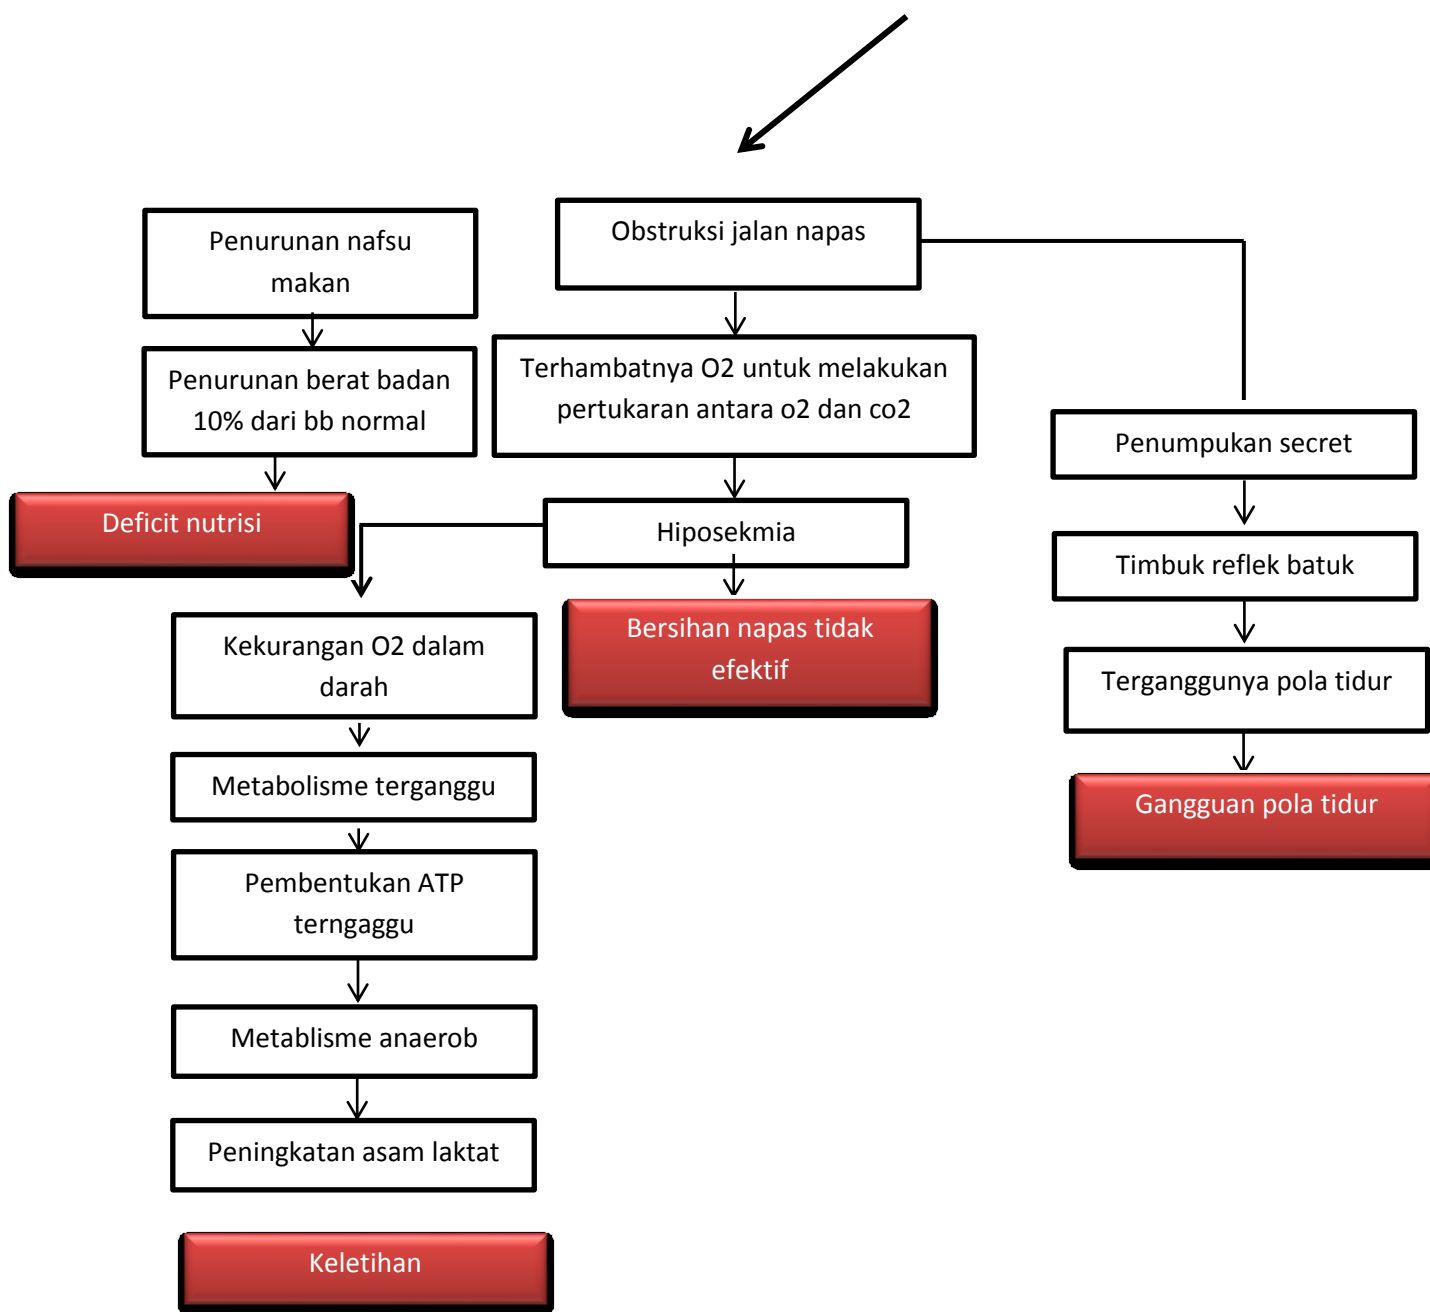 Penurunan nafsu
makan
Obstruksi jalan napas
Penurunan berat badan
10% dari bb normal
Terhambatnya O2 untuk melakukan
pertukaran antara o2 dan co2
Penumpukan secret
Deficit nutrisi
Hiposekmia
Timbuk reflek batuk
Kekurangan O2 dalam
darah
Bersihan napas tidak
efektif
Terganggunya pola tidur
Metabolisme terganggu
Gangguan pola tidur
Pembentukan ATP
terngaggu
Metablisme anaerob
Peningkatan asam laktat
Keletihan